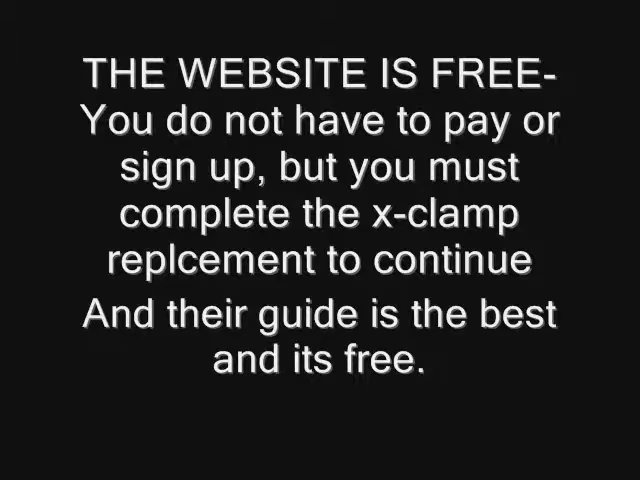 THE WEBSITE IS FREE-
You do not have to pay or
sign up, but you must
complete the x-clamp
replcement to continue
And their guide is the best
and its free.